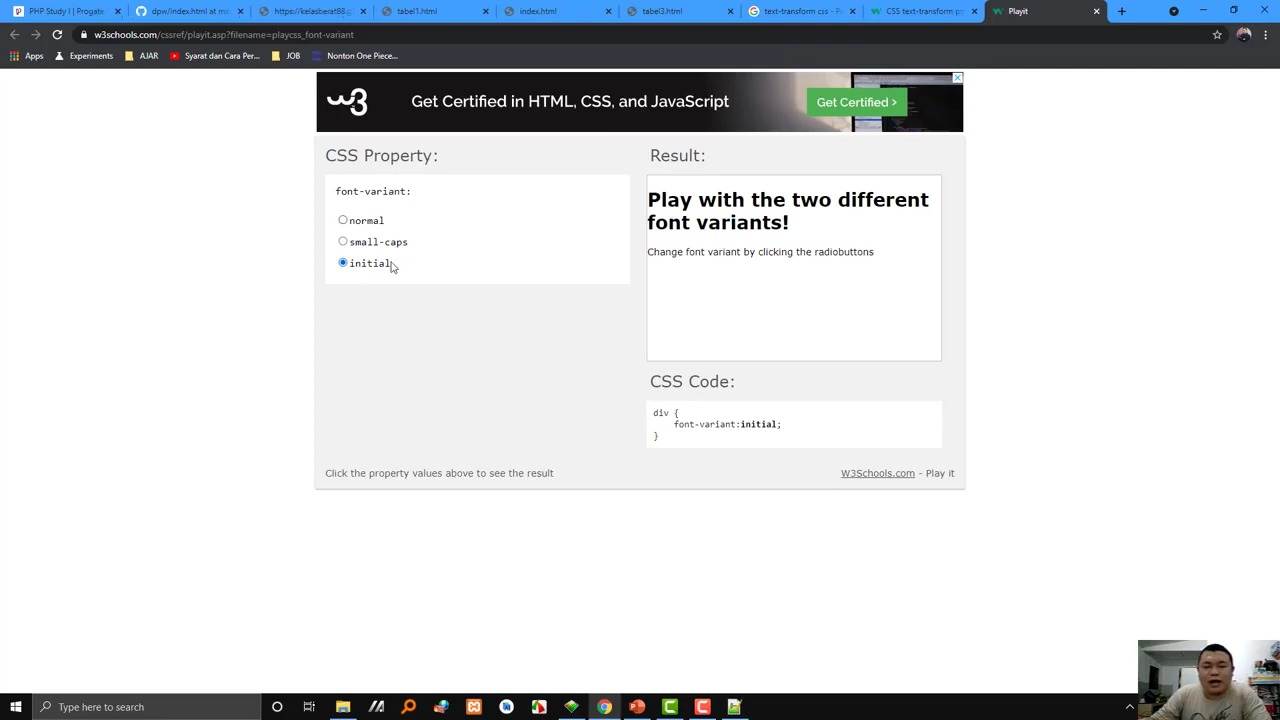 PHP Study I | Progate
dpw/index.html at m
https://kelasberat88.g
tabel1.html
index.html
tabel3.html
text-transform css - P
CSS text-transform p
Playit
w3schools.com/cssref/playit.asp?filename=playcss_font-variant
Apps
Experiments
AJAR
Syarat dan Cara Per...
JOB
Nonton One Piece...
Get Certified in HTML, CSS, and JavaScript
Get Certified >
CSS Property:
Result:
font-variant:
normal
small-caps
initial
Play with the two different
font variants!
Change font variant by clicking the radiobuttons
CSS Code:
div {
font-variant:initial;
}
Click the property values above to see the result
W3Schools.com - Play it
Type here to search